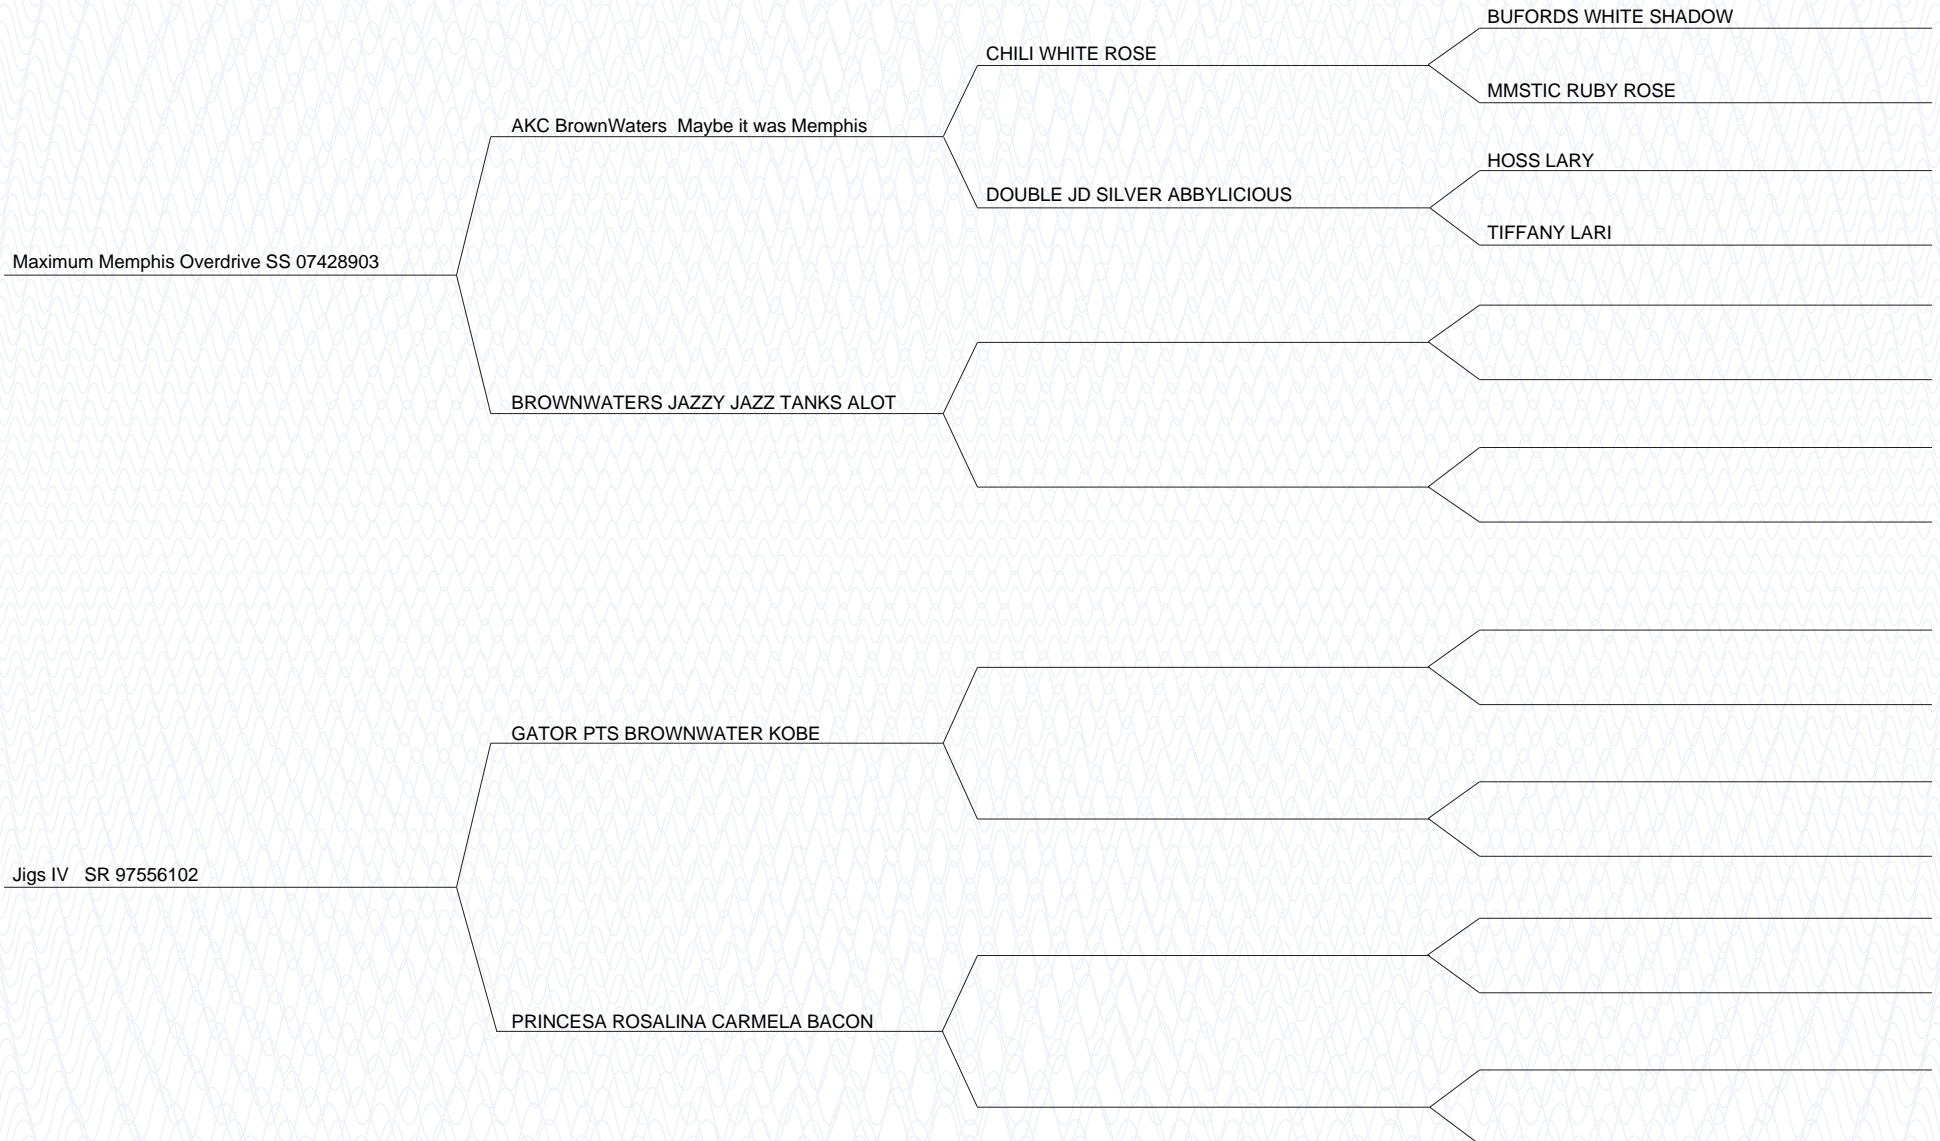 BUFORDS WHITE SHADOW
CHILI WHITE ROSE
MMSTIC RUBY ROSE
AKC BrownWaters  Maybe it was Memphis
HOSS LARY
DOUBLE JD SILVER ABBYLICIOUS
TIFFANY LARI
Maximum Memphis Overdrive SS 07428903
BROWNWATERS JAZZY JAZZ TANKS ALOT
GATOR PTS BROWNWATER KOBE
Jigs IV   SR 97556102
PRINCESA ROSALINA CARMELA BACON